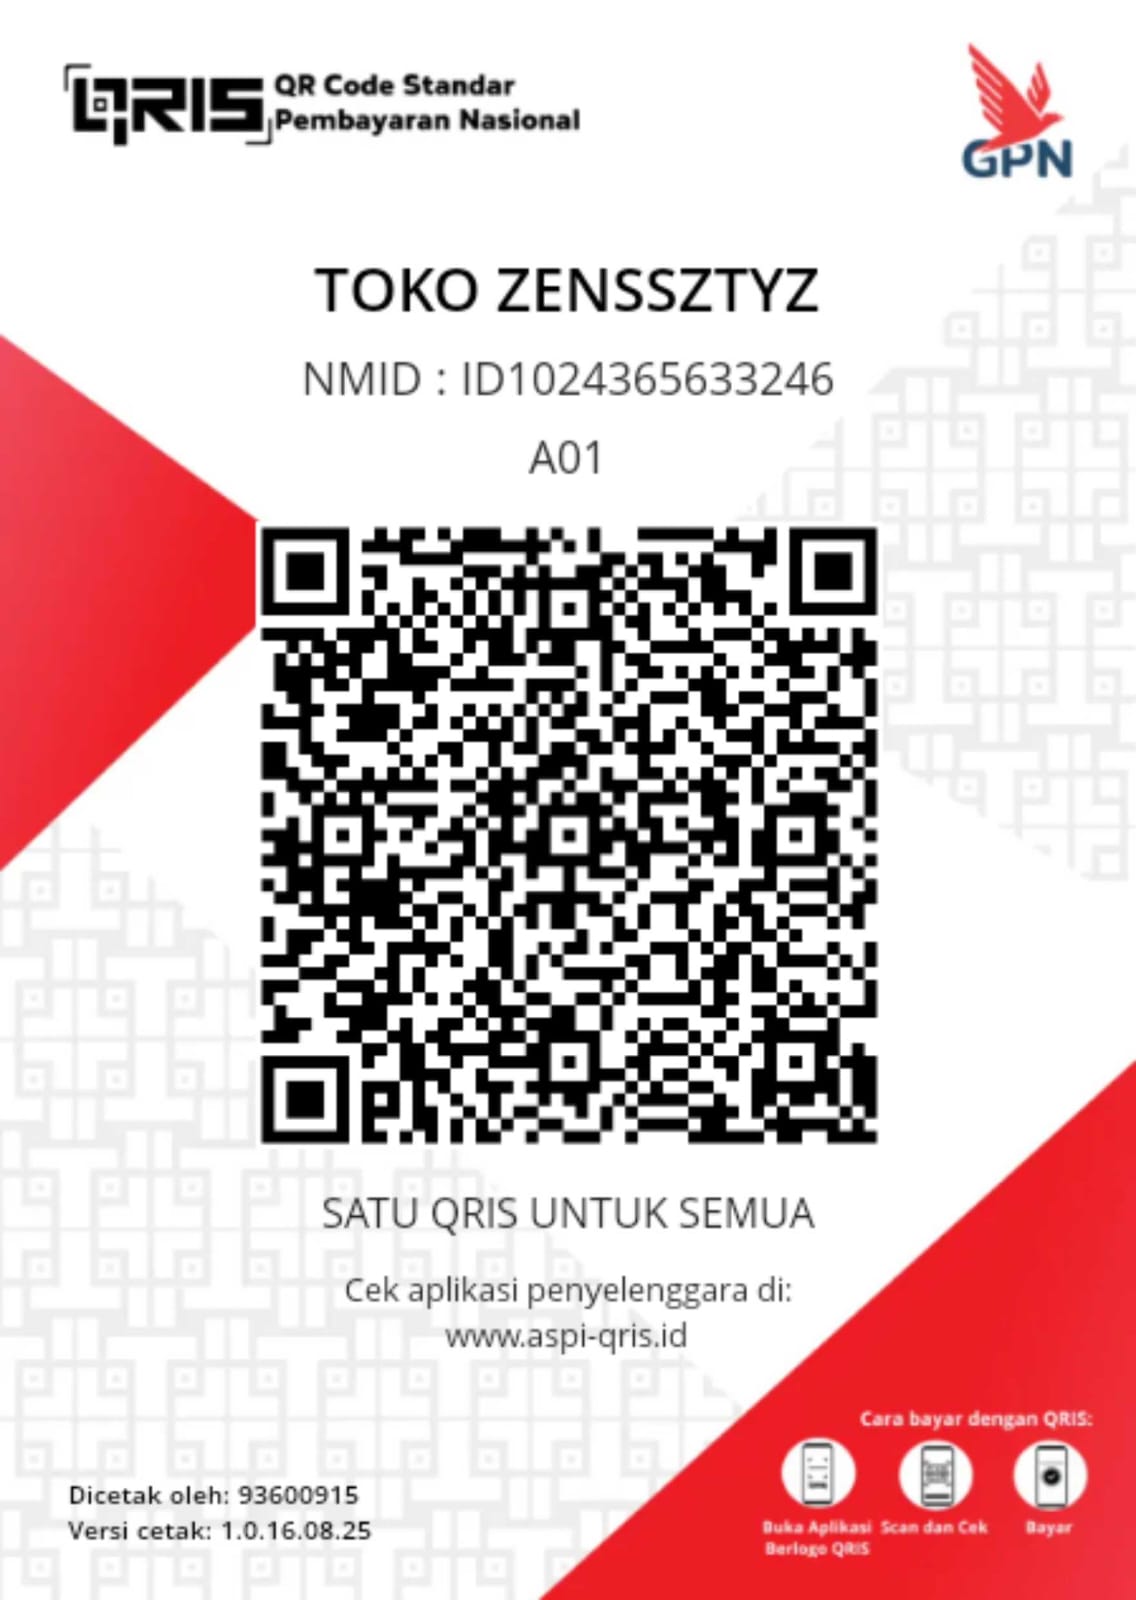 QRIS QR Code Standar
Pembayaran Nasional
GPN
TOKO ZENSSZTYZ
NMID : ID1024365633246
A01
SATU QRIS UNTUK SEMUA
Cek aplikasi penyelenggara di:
www.aspi-qris.id
Cara bayar dengan QRIS:
Buka Aplikasi Berlogo QRIS
Scan dan Cek
Bayar
Dicetak oleh: 93600915
Versi cetak: 1.0.16.08.25